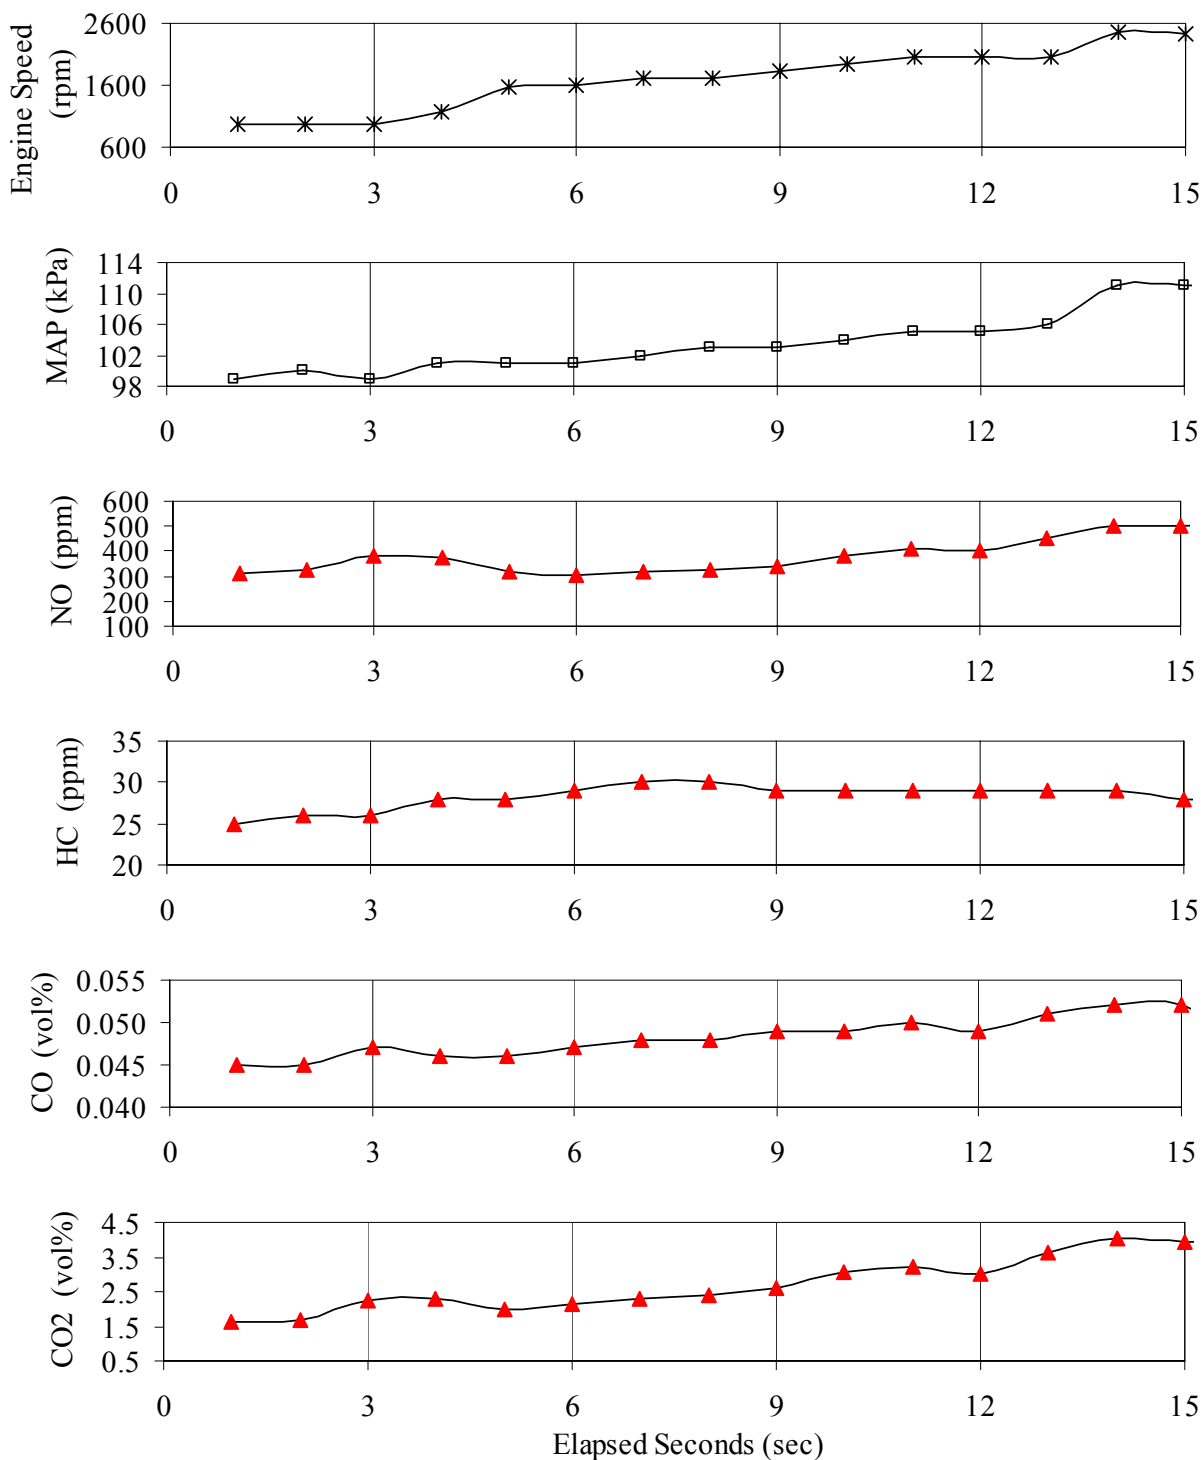 Engine Speed
(rpm)
2600
1600
600
0 3 6 9 12 15
MAP (kPa)
114
110
106
102
98
0 3 6 9 12 15
NO (ppm)
600
500
400
300
200
100
0 3 6 9 12 15
HC (ppm)
35
30
25
20
0 3 6 9 12 15
CO (vol%)
0.055
0.050
0.045
0.040
0 3 6 9 12 15
CO2 (vol%)
4.5
3.5
2.5
1.5
0.5
0 3 6 9 12 15
Elapsed Seconds (sec)